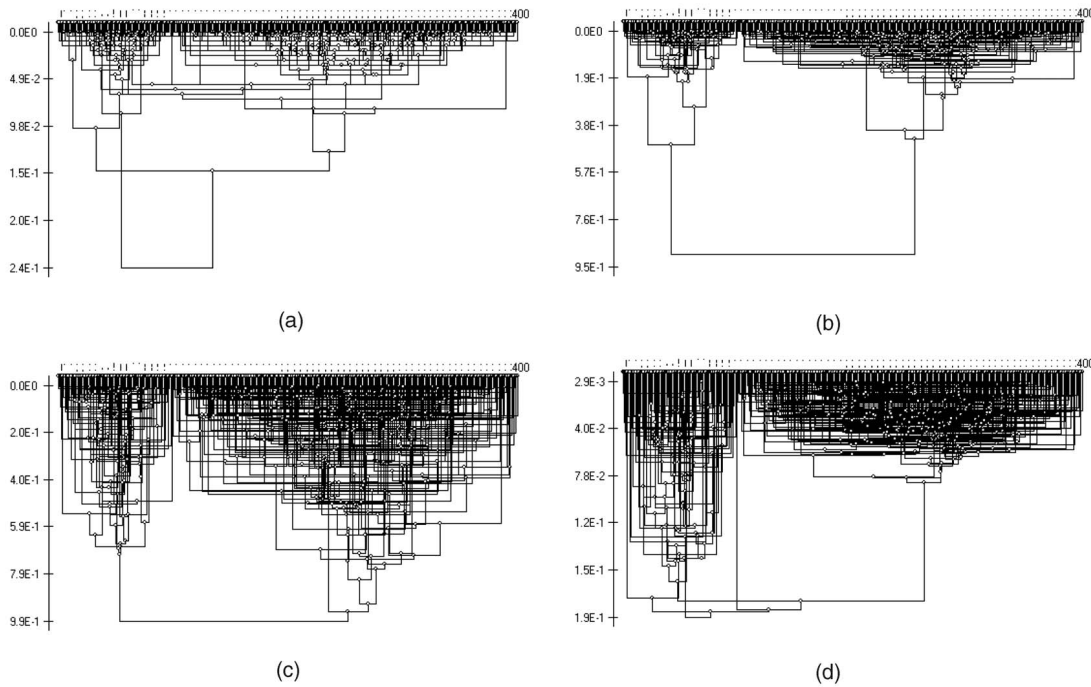 400
0.0E0
4.9E-2
9.8E-2
1.5E-1
2.0E-1
2.4E-1
(a)
400
0.0E0
1.9E-1
3.8E-1
5.7E-1
7.6E-1
9.5E-1
(b)
400
0.0E0
2.0E-1
4.0E-1
5.9E-1
7.9E-1
9.9E-1
(c)
400
2.9E-3
4.0E-2
7.8E-2
1.2E-1
1.5E-1
1.9E-1
(d)